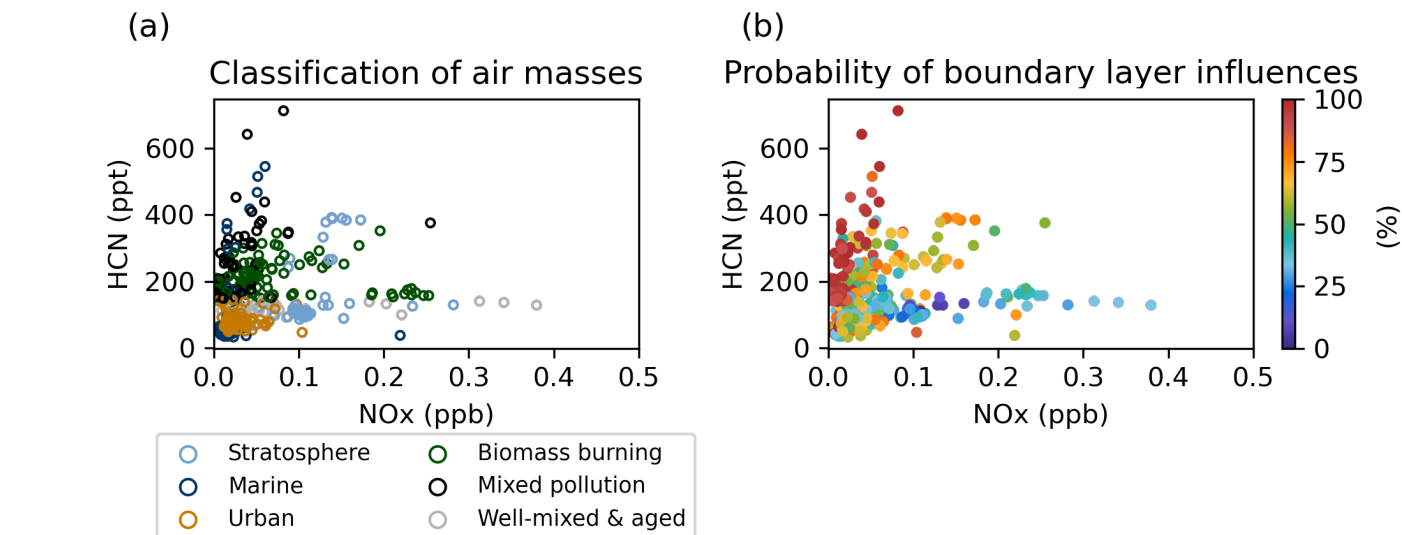 (a)
Classification of air masses
HCN (ppt)
600
400
200
0
0.0 0.1 0.2 0.3 0.4 0.5
NOx (ppb)
Stratosphere
Marine
Urban
Biomass burning
Mixed pollution
Well-mixed & aged
(b)
Probability of boundary layer influences
HCN (ppt)
600
400
200
0
0.0 0.1 0.2 0.3 0.4 0.5
NOx (ppb)
100
75
50
25
0
(%)